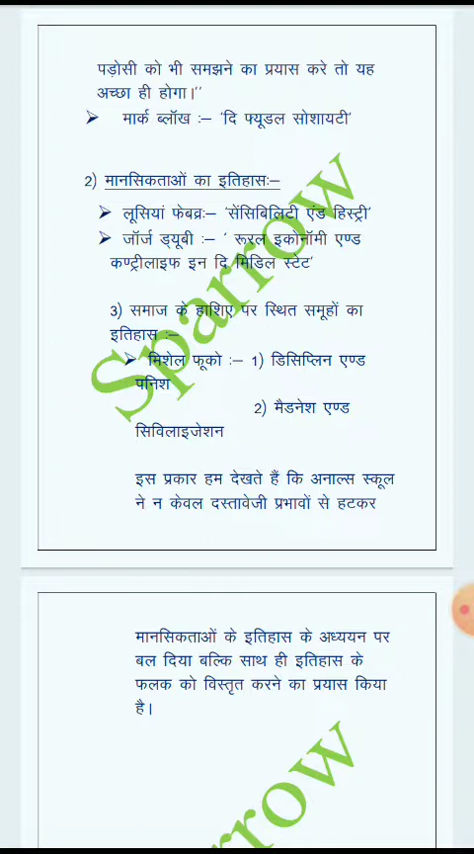 पड़ोसी को भी समझने का प्रयास करे तो यह
अच्छा ही होगा।''
➤ मार्क ब्लॉख :– 'दि फ्यूडल सोशायटी'
2) मानसिकताओं का इतिहास:–
➤ लूसियां फेबव्र:– 'सेंसिबिलिटी एंड हिस्ट्री'
➤ जॉर्ज ड्यूबी :– ' रूरल इकोनॉमी एण्ड
कण्ट्रीलाइफ इन दि मिडिल स्टेट'
3) समाज के हाशिए पर स्थित समूहों का
इतिहास :–
➤ मिशेल फूको :– 1) डिसिप्लिन एण्ड
पनिश
2) मैडनेश एण्ड
सिविलाइजेशन
इस प्रकार हम देखते हैं कि अनाल्स स्कूल
ने न केवल दस्तावेजी प्रभावों से हटकर
Sparrow
मानसिकताओं के इतिहास के अध्ययन पर
बल दिया बल्कि साथ ही इतिहास के
फलक को विस्तृत करने का प्रयास किया
है।
rrow